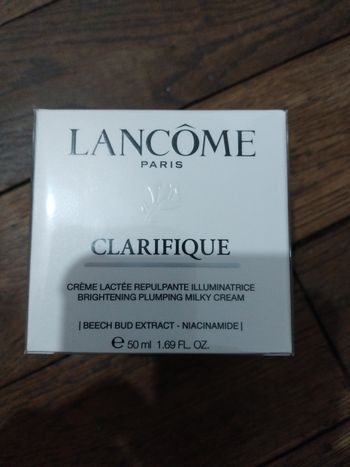 LANCÔME
PARIS
CLARIFIQUE
CRÈME LACTÉE REPULPANTE ILLUMINATRICE
BRIGHTENING PLUMPING MILKY CREAM
| BEECH BUD EXTRACT - NIACINAMIDE |
℮ 50 ml 1.69 FL. OZ.